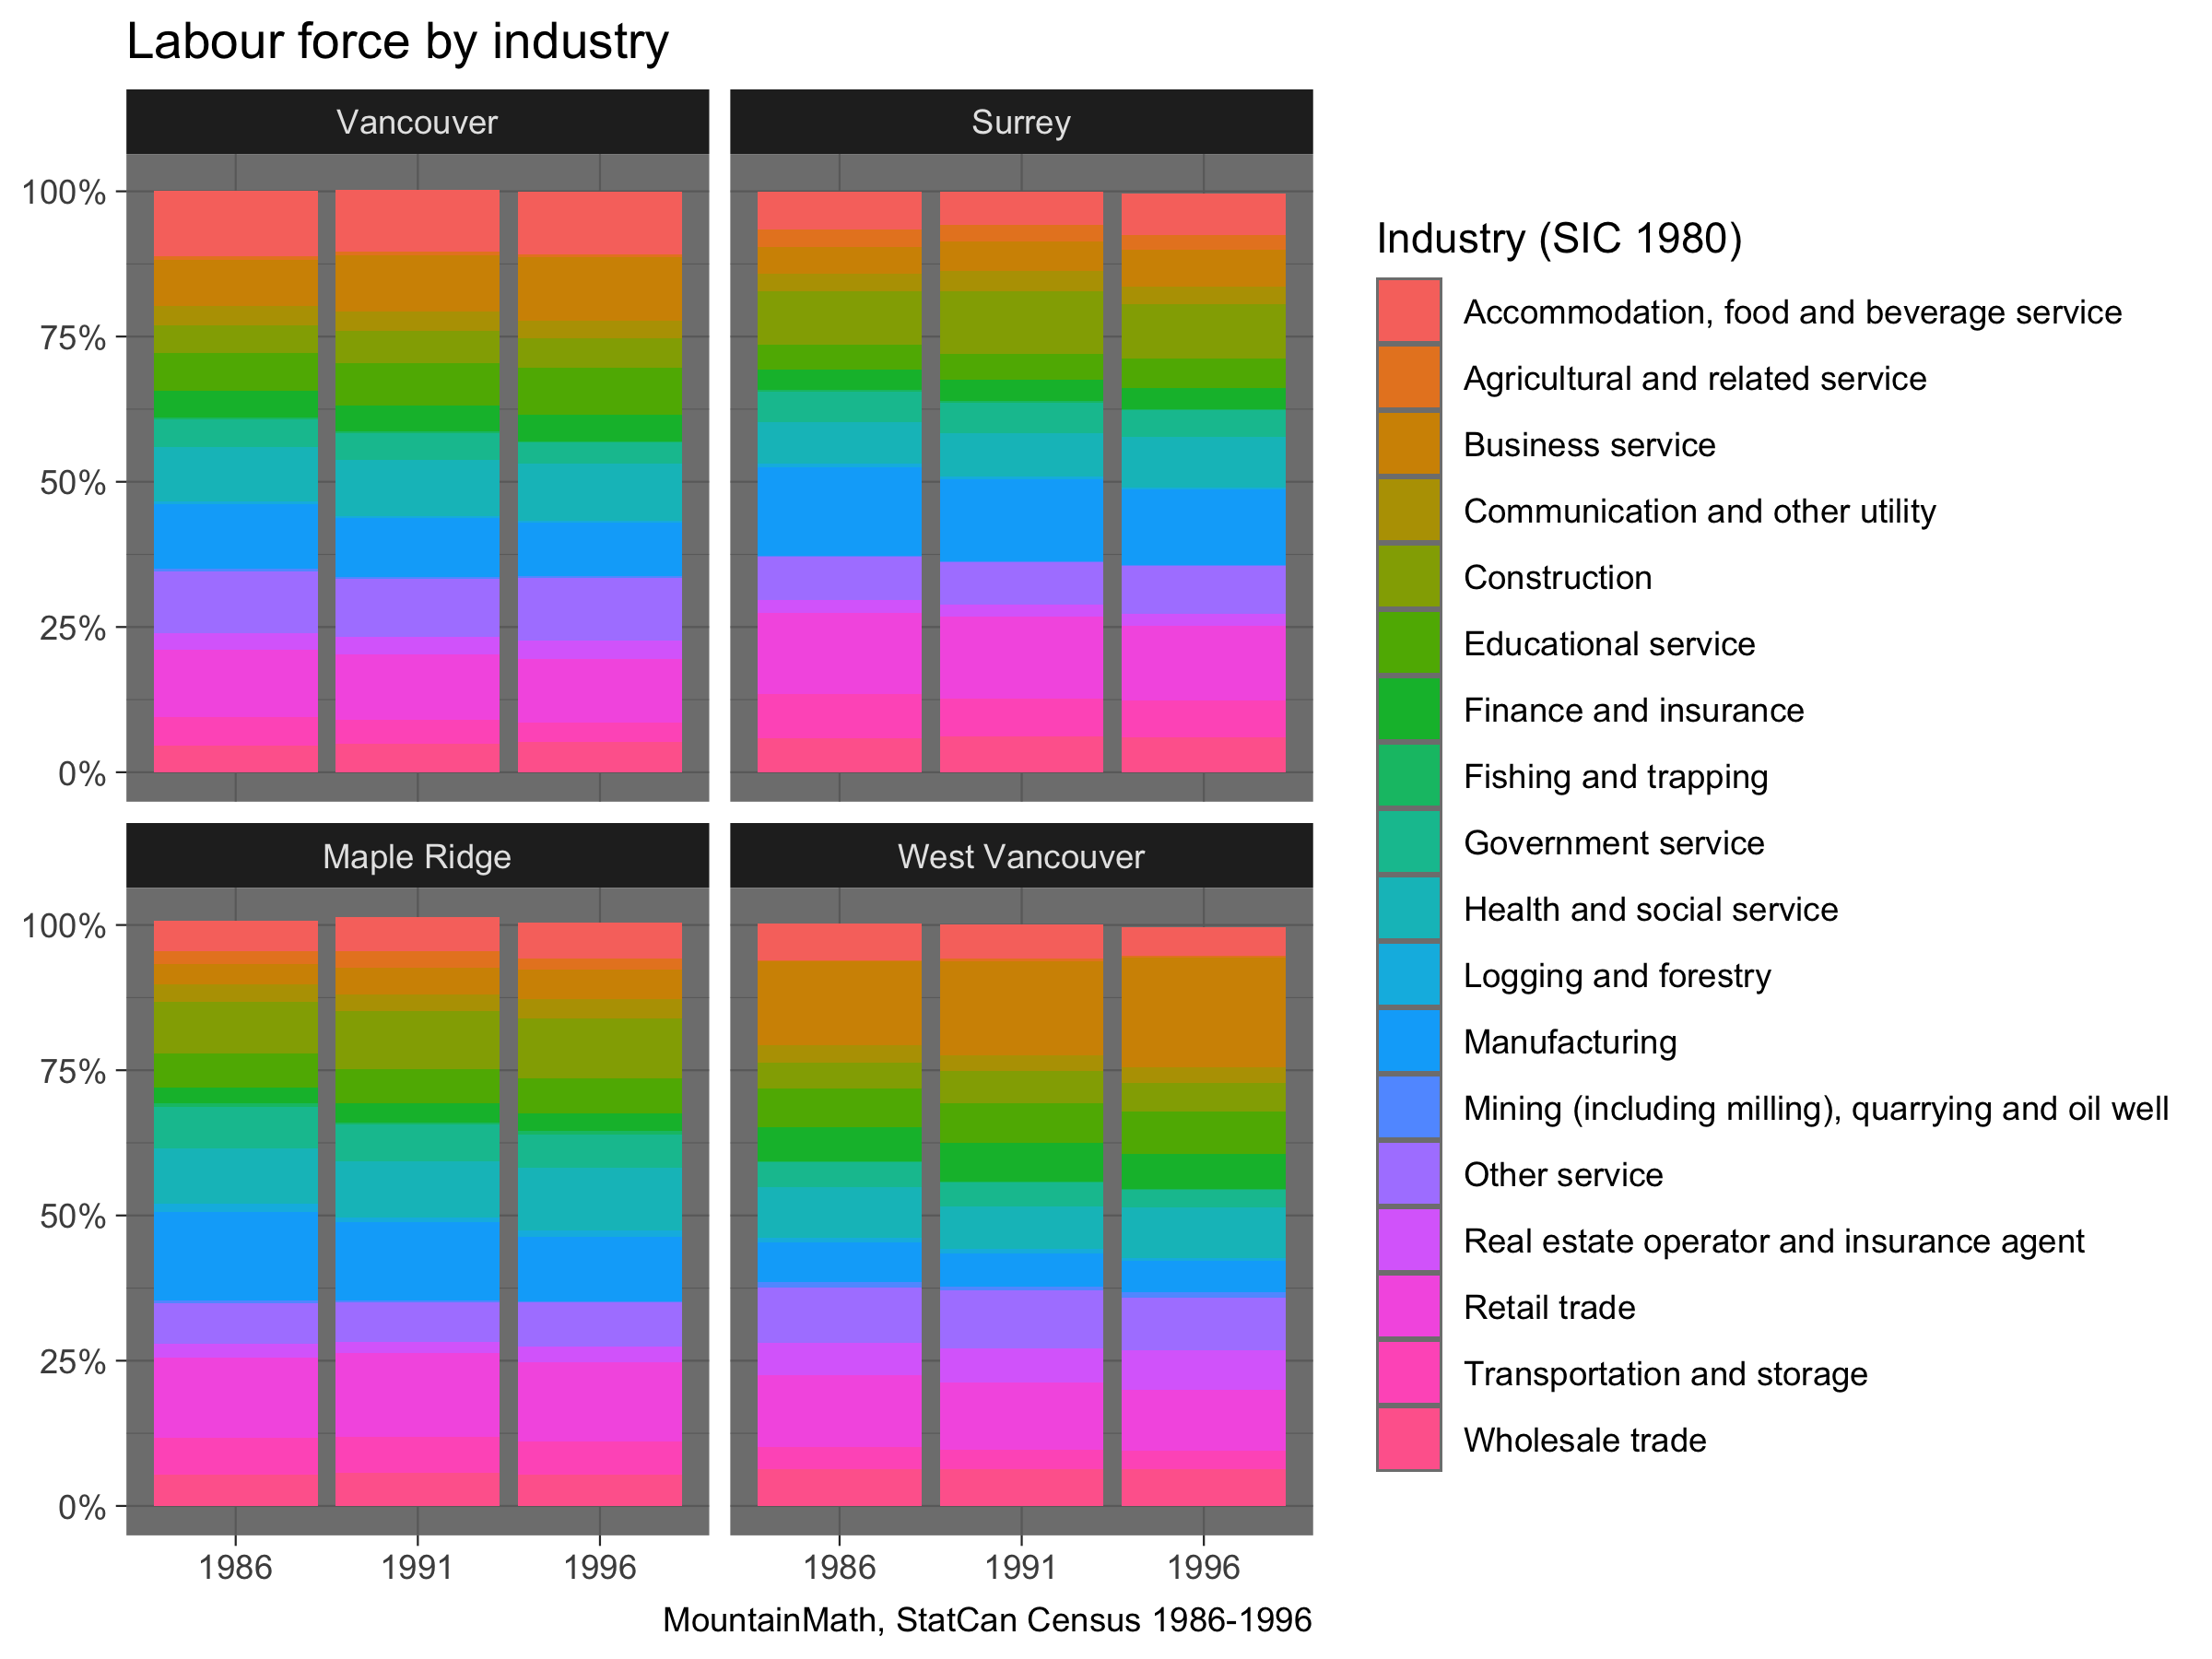 Labour force by industry
Vancouver
Surrey
100%
75%
50%
25%
0%
Maple Ridge
West Vancouver
100%
75%
50%
25%
0%
1986 1991 1996
1986 1991 1996
Industry (SIC 1980)
Accommodation, food and beverage service
Agricultural and related service
Business service
Communication and other utility
Construction
Educational service
Finance and insurance
Fishing and trapping
Government service
Health and social service
Logging and forestry
Manufacturing
Mining (including milling), quarrying and oil well
Other service
Real estate operator and insurance agent
Retail trade
Transportation and storage
Wholesale trade
MountainMath, StatCan Census 1986-1996